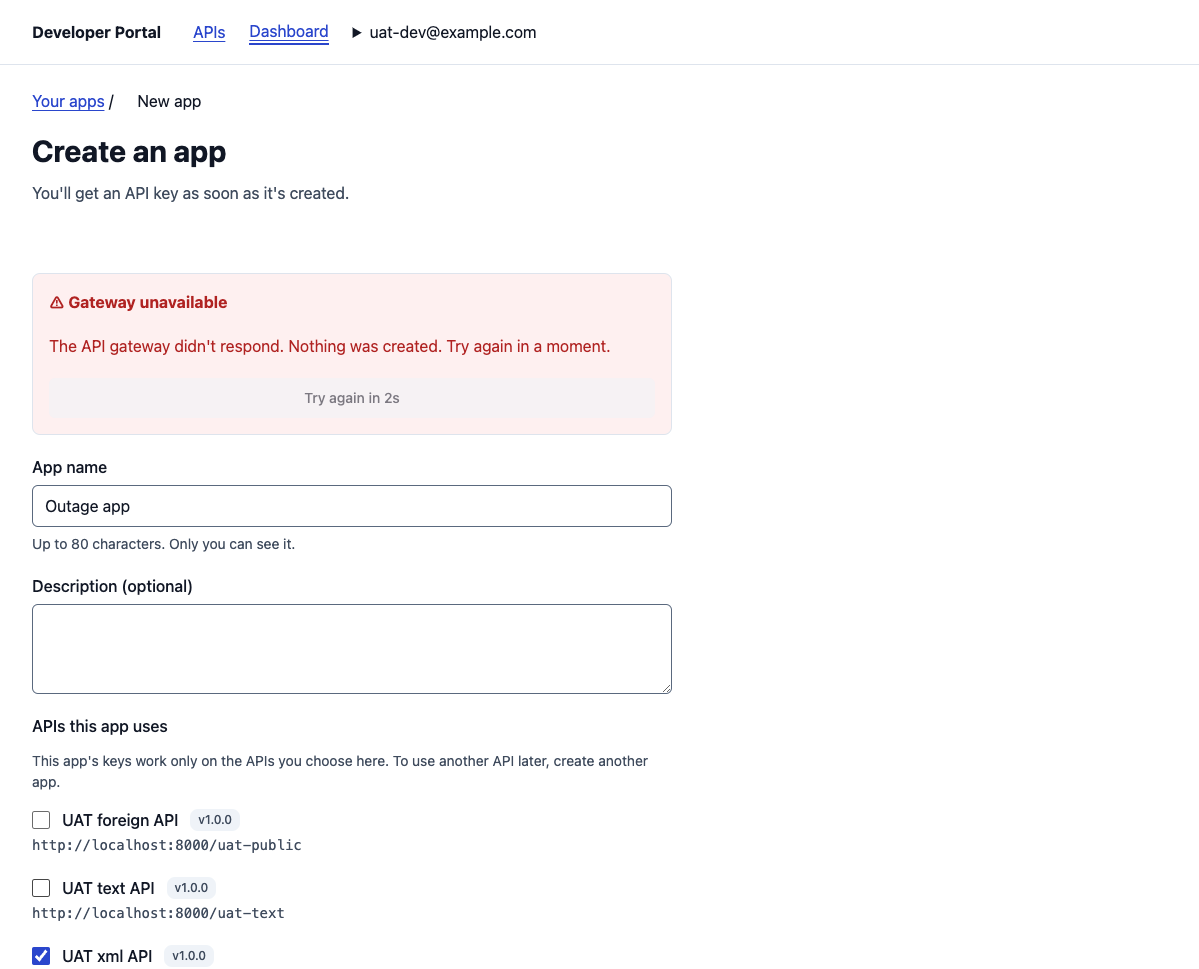 Developer Portal APIs Dashboard ▶ uat-dev@example.com
Your apps / New app
Create an app
You'll get an API key as soon as it's created.
⚠ Gateway unavailable
The API gateway didn't respond. Nothing was created. Try again in a moment.
Try again in 2s
App name
Outage app
Up to 80 characters. Only you can see it.
Description (optional)
APIs this app uses
This app's keys work only on the APIs you choose here. To use another API later, create another
app.
UAT foreign API v1.0.0
http://localhost:8000/uat-public
UAT text API v1.0.0
http://localhost:8000/uat-text
UAT xml API v1.0.0